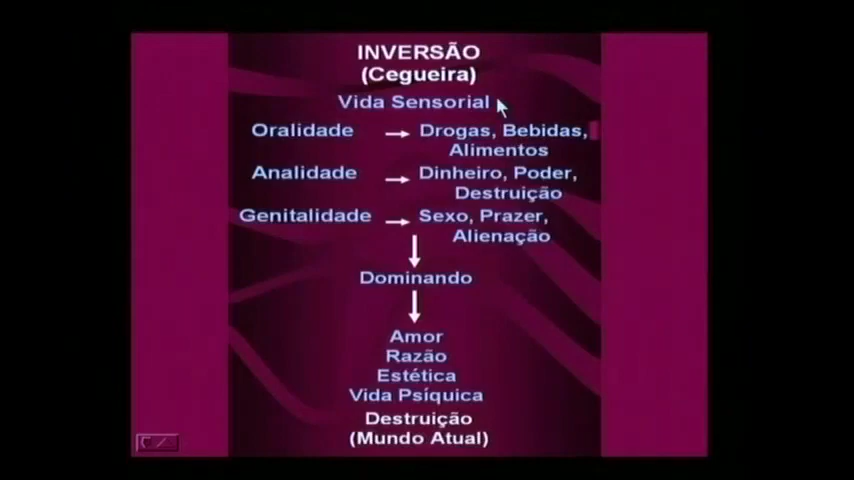 INVERSÃO
(Cegueira)
Vida Sensorial
Oralidade → Drogas, Bebidas,
Alimentos
Analidade → Dinheiro, Poder,
Destruição
Genitalidade → Sexo, Prazer,
Alienação
Dominando
Amor
Razão
Estética
Vida Psíquica
Destruição
(Mundo Atual)